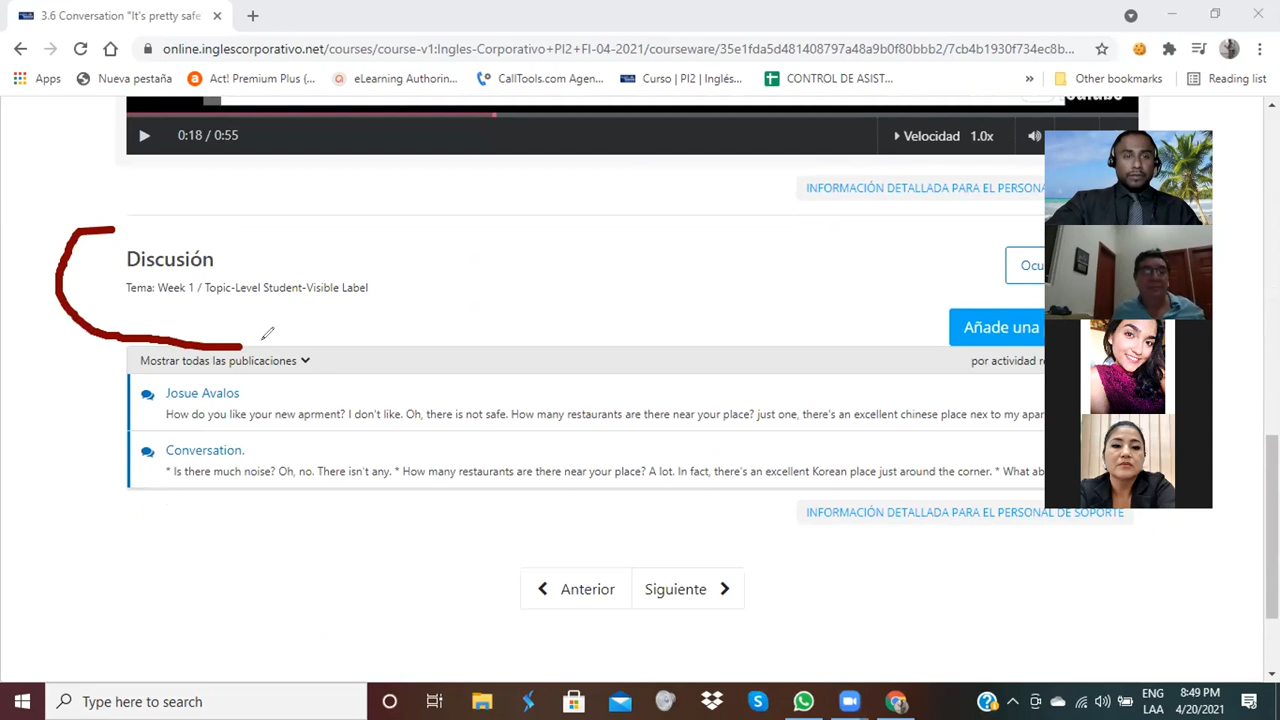 3.6 Conversation "It's pretty safe"
online.inglescorporativo.net/courses/course-v1:Ingles-Corporativo+PI2+FI-04-2021/courseware/35e1fda5d481408797a48a9b0f80bbb2/7cb4b1930f734ec8b...
Apps
Nueva pestaña
Act! Premium Plus (...
eLearning Authorin...
CallTools.com Agen...
Curso | PI2 | Inglés...
CONTROL DE ASIST...
»
Other bookmarks
Reading list
0:18 / 0:55
Velocidad 1.0x
INFORMACIÓN DETALLADA PARA EL PERSONA
Discusión
Tema: Week 1 / Topic-Level Student-Visible Label
Ocu
Añade una
Mostrar todas las publicaciones
por actividad re
Josue Avalos
How do you like your new aprment? I don't like. Oh, there is not safe. How many restaurants are there near your place? just one, there's an excellent chinese place nex to my apar
Conversation.
* Is there much noise? Oh, no. There isn't any. * How many restaurants are there near your place? A lot. In fact, there's an excellent Korean place just around the corner. * What ab
INFORMACIÓN DETALLADA PARA EL PERSONAL DE SOPORTE
Anterior
Siguiente
Type here to search
ENG
LAA
8:49 PM
4/20/2021